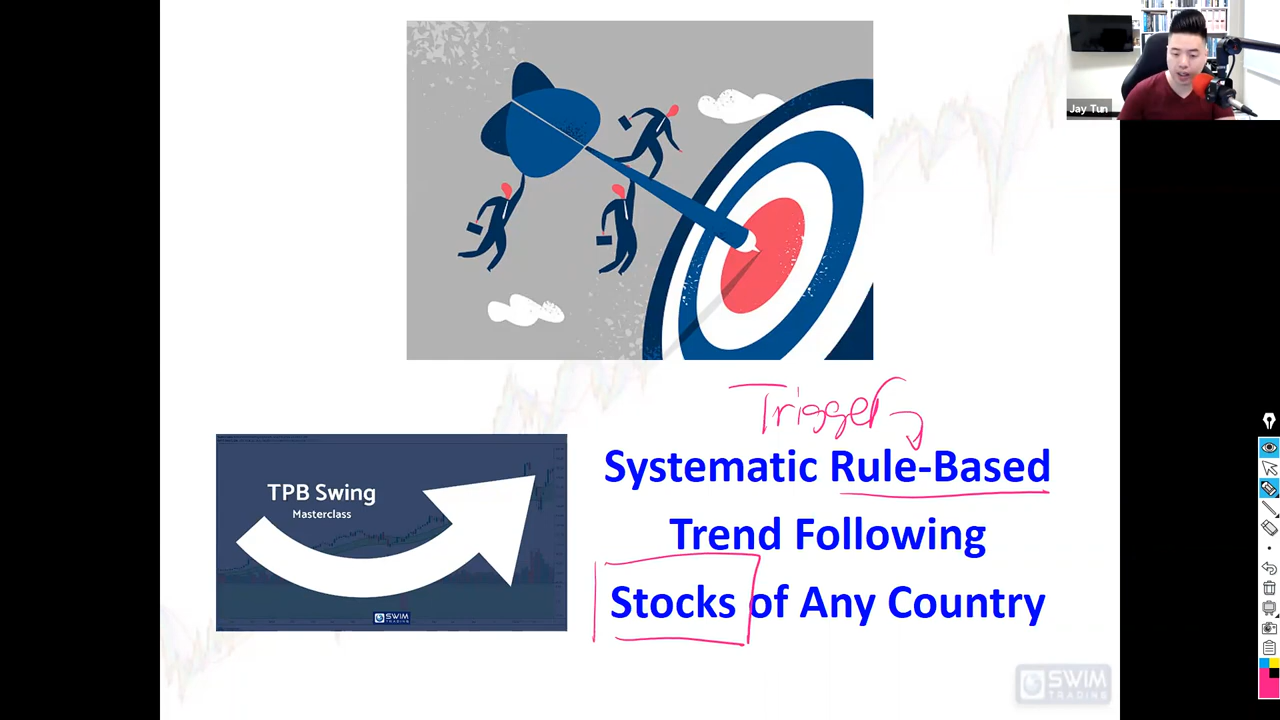 Jay Tun
Trigger
Systematic Rule-Based
Trend Following
Stocks of Any Country
TPB Swing
Masterclass
SWIM
TRADING
SWIM
TRADING